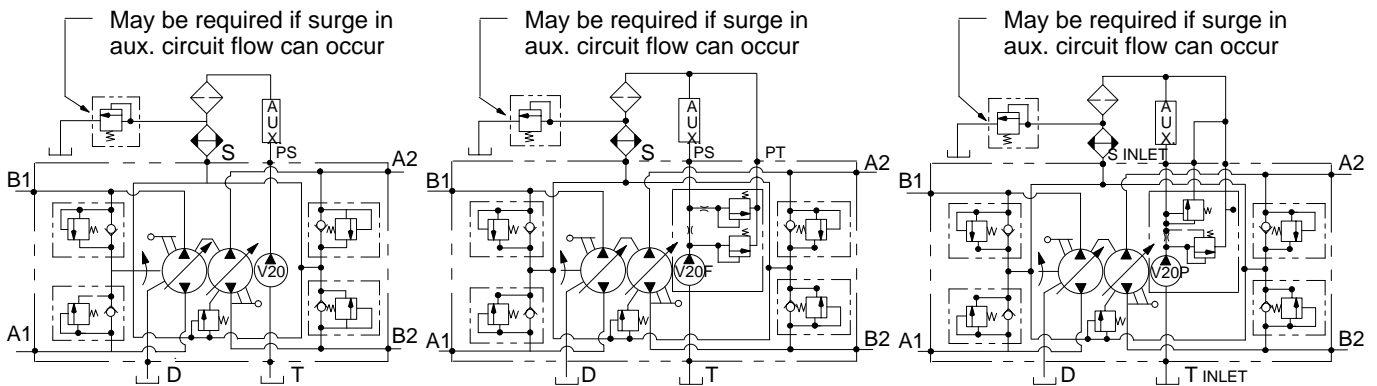 May be required if surge in
aux. circuit flow can occur
May be required if surge in
aux. circuit flow can occur
May be required if surge in
aux. circuit flow can occur
AUX
AUX
AUX
S
PS
A2
S
PS
PT
A2
S INLET
A2
B1
B1
B1
V20
V20F
V20P
A1
B2
A1
B2
A1
B2
D
T
D
T
D
T INLET